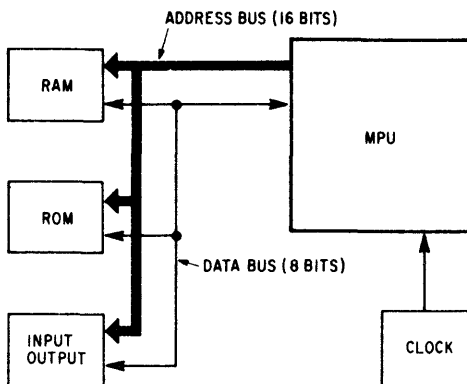 ADDRESS BUS (16 BITS)
RAM
MPU
ROM
DATA BUS (8 BITS)
INPUT
OUTPUT
CLOCK